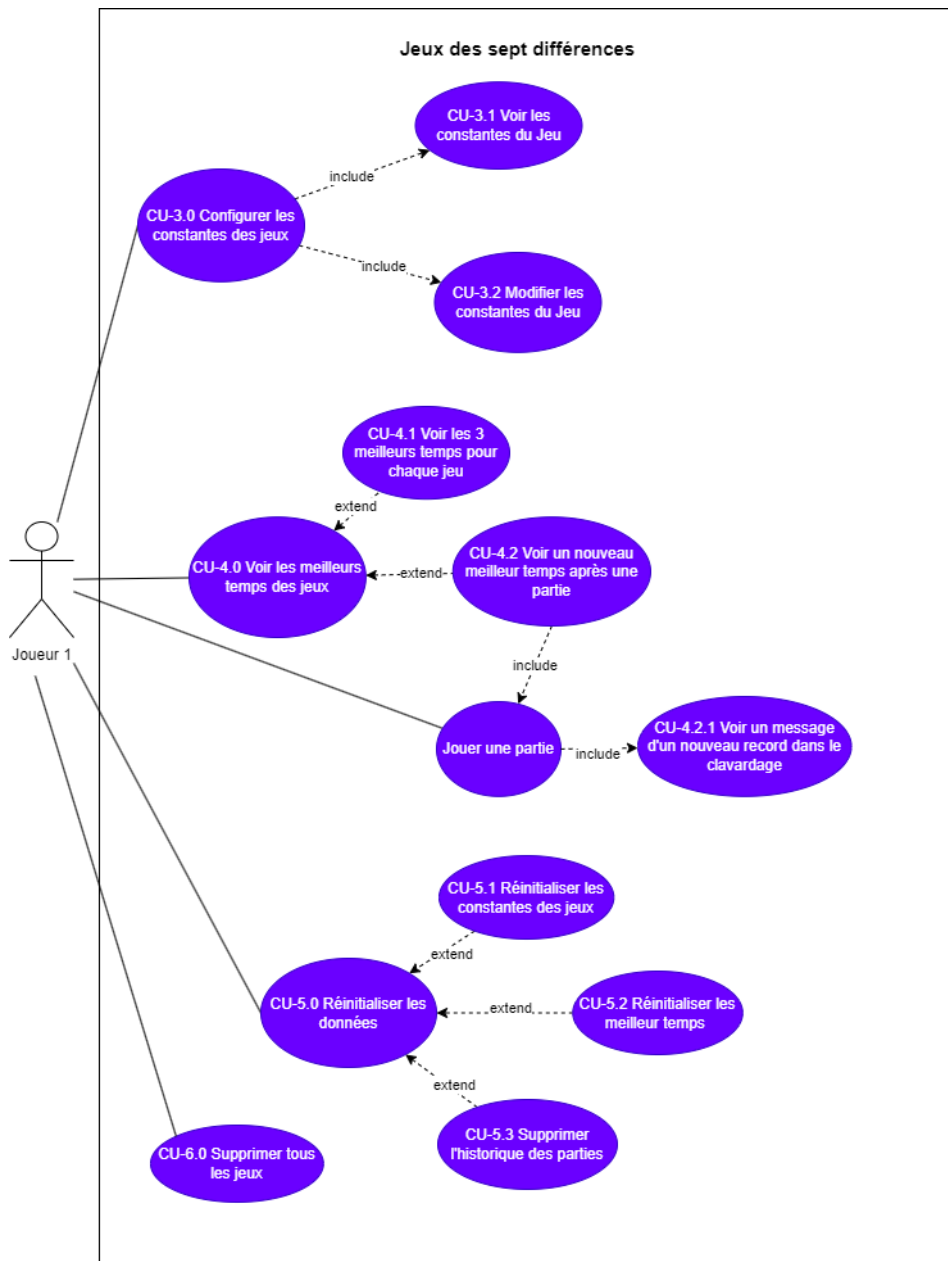 Jeux des sept différences
CU-3.1 Voir les
constantes du Jeu
include
CU-3.0 Configurer les
constantes des jeux
include
CU-3.2 Modifier les
constantes du Jeu
CU-4.1 Voir les 3
meilleurs temps pour
chaque jeu
extend
CU-4.0 Voir les meilleurs
temps des jeux
extend
CU-4.2 Voir un nouveau
meilleur temps après une
partie
Joueur 1
include
Jouer une partie
include
CU-4.2.1 Voir un message
d'un nouveau record dans le
clavardage
CU-5.1 Réinitialiser les
constantes des jeux
extend
CU-5.0 Réinitialiser les
données
extend
CU-5.2 Réinitialiser les
meilleur temps
extend
CU-5.3 Supprimer
l'historique des parties
CU-6.0 Supprimer tous
les jeux